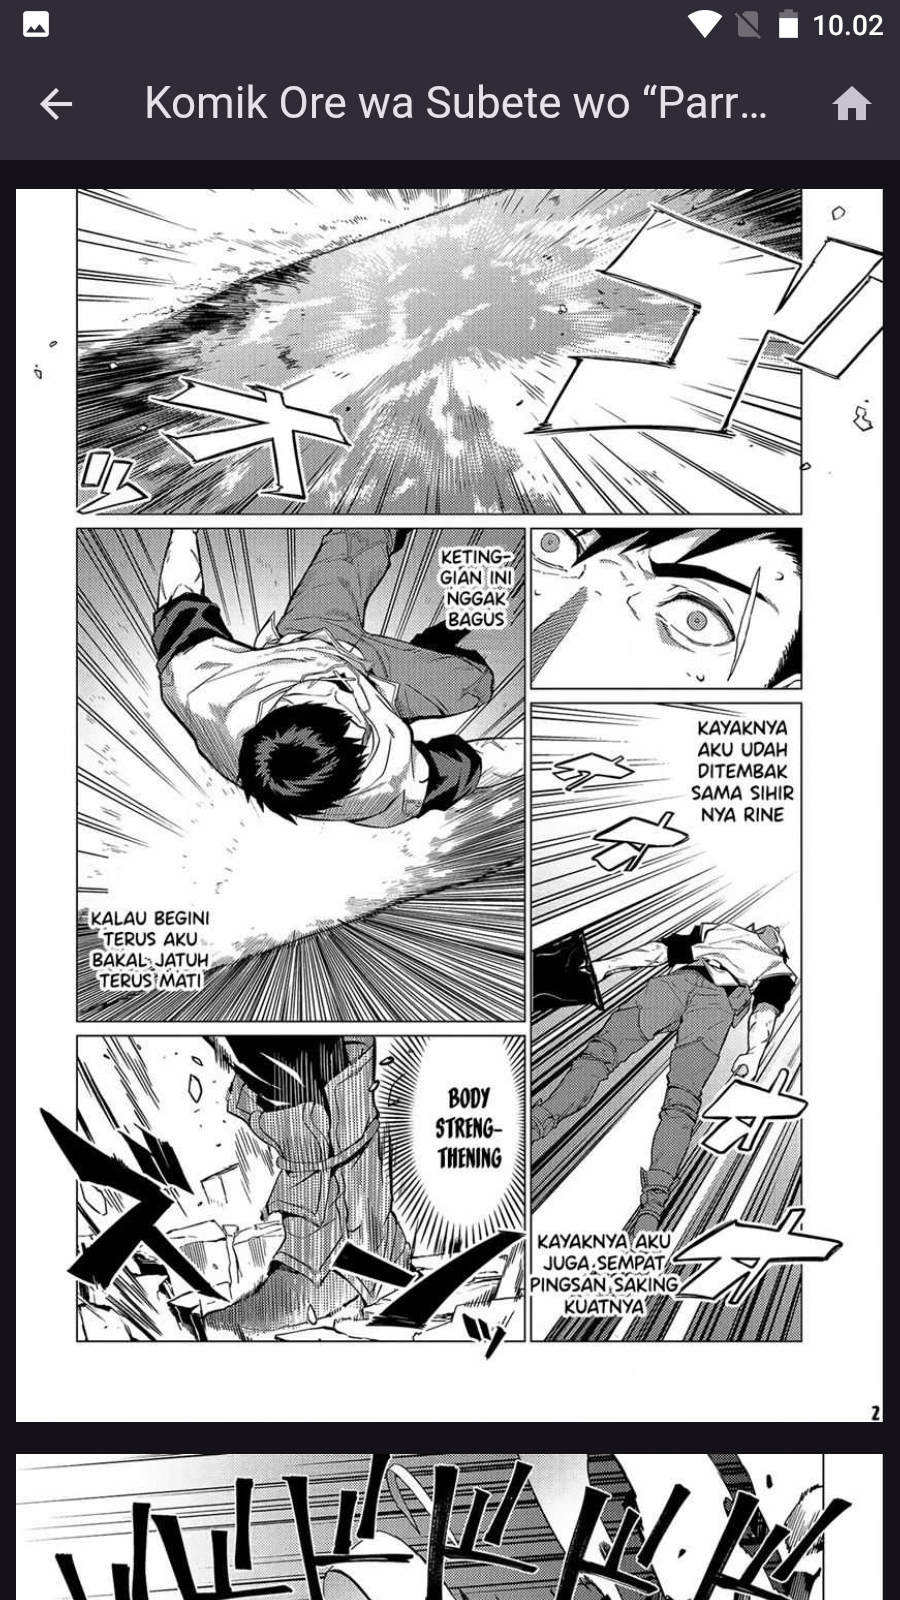 10.02
Komik Ore wa Subete wo “Parr…
KAYAKNYA
AKU UDAH
DITEMBAK
SAMA SIHIR
NYA RINE
KAYAKNYA AKU
JUGA SEMPAT
PINGSAN SAKING
KUATNYA
KETING-
GIAN INI
NGGAK
BAGUS
KALAU BEGINI
TERUS AKU
BAKAL JATUH
TERUS MATI
BODY
STRENG-
THENING
2